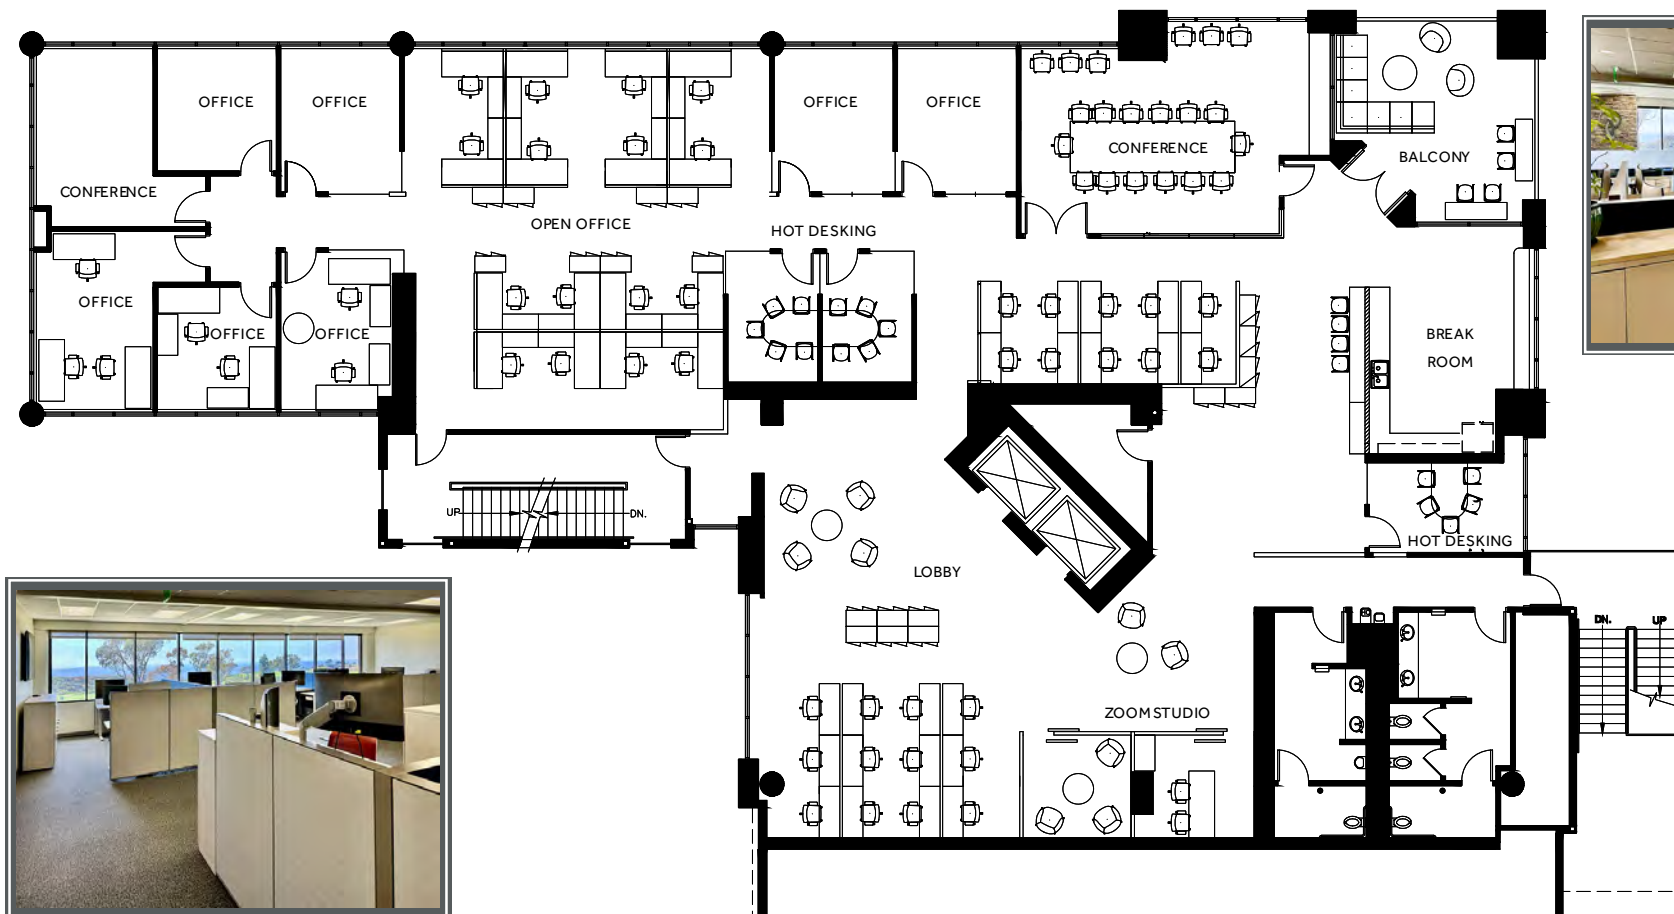 OFFICE
OFFICE
OFFICE
OFFICE
CONFERENCE
BALCONY
CONFERENCE
OPEN OFFICE
HOT DESKING
OFFICE
OFFICE
OFFICE
BREAK
ROOM
UP
DN.
HOT DESKING
LOBBY
DN.
UP
ZOOM STUDIO